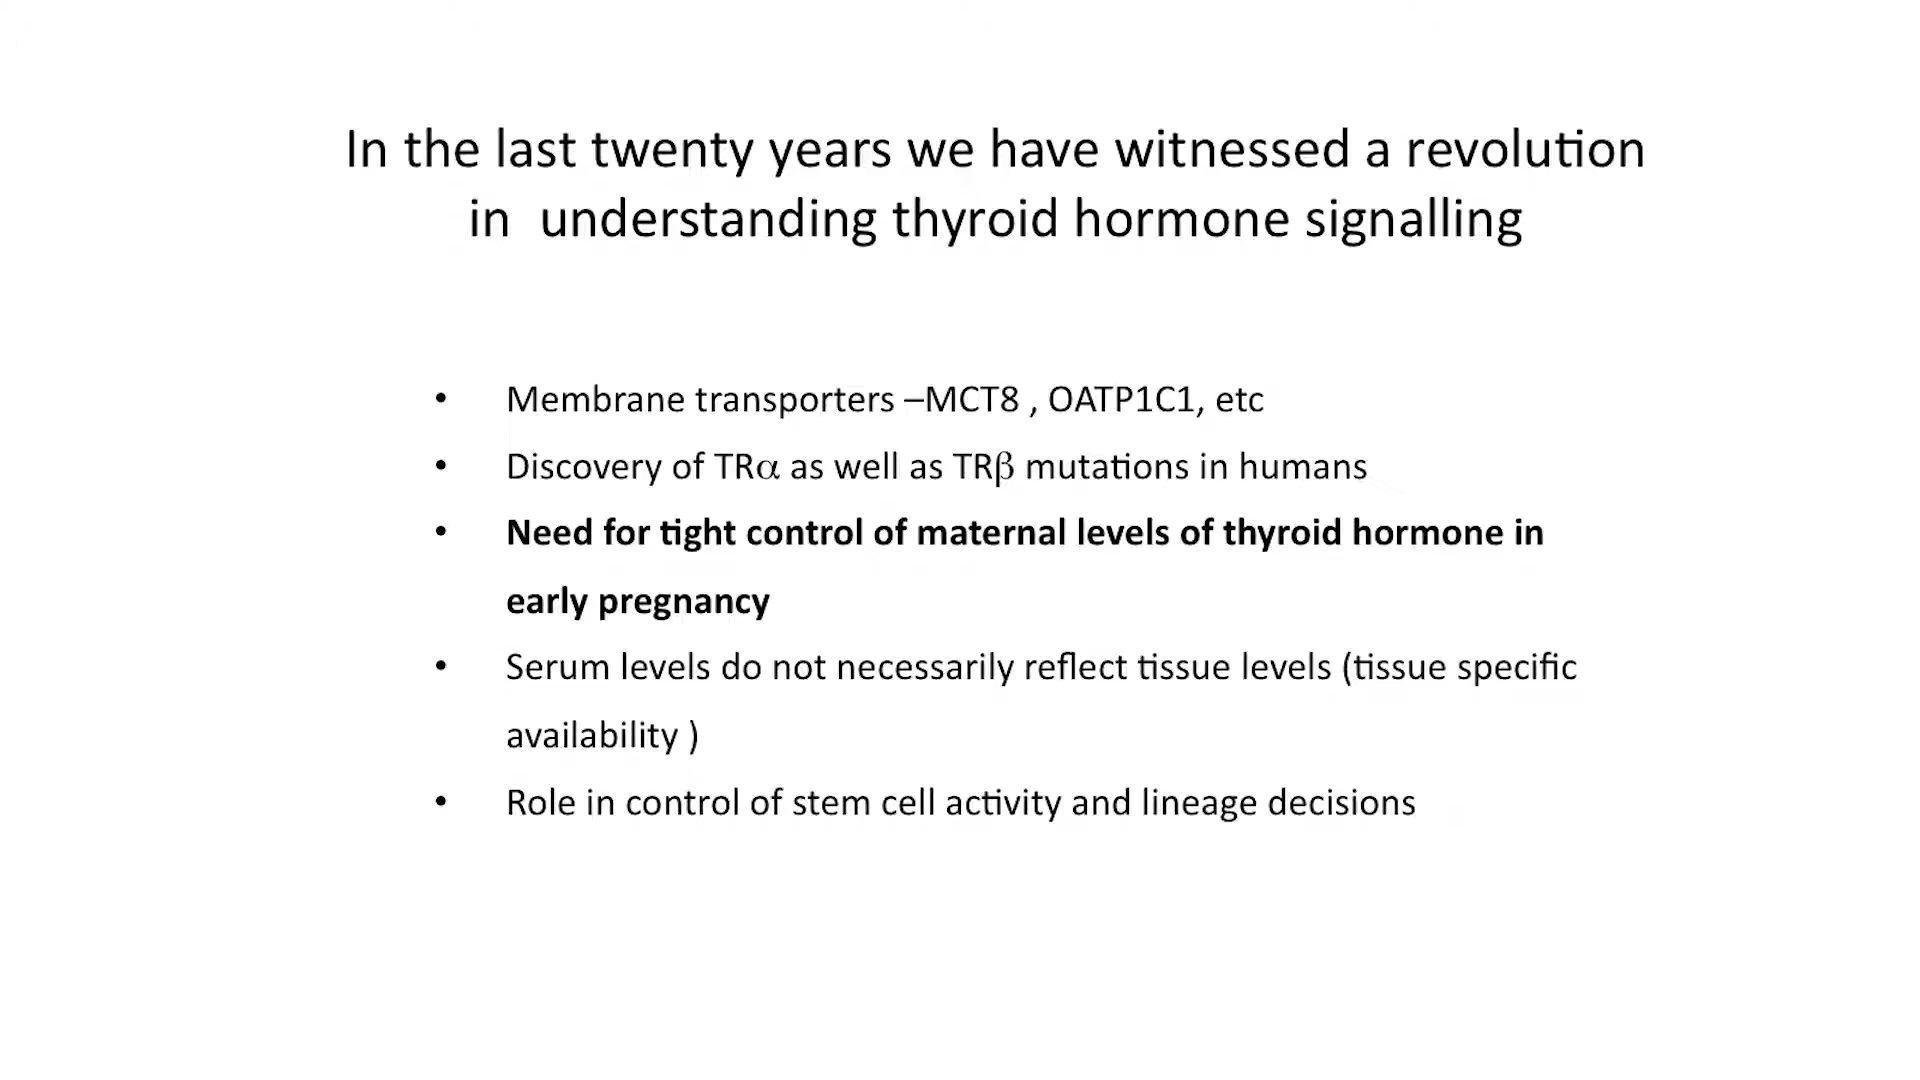 In the last twenty years we have witnessed a revolution
in  understanding thyroid hormone signalling
• Membrane transporters –MCT8 , OATP1C1, etc
• Discovery of TRα as well as TRβ mutations in humans
• Need for tight control of maternal levels of thyroid hormone in
early pregnancy
• Serum levels do not necessarily reflect tissue levels (tissue specific
availability )
• Role in control of stem cell activity and lineage decisions